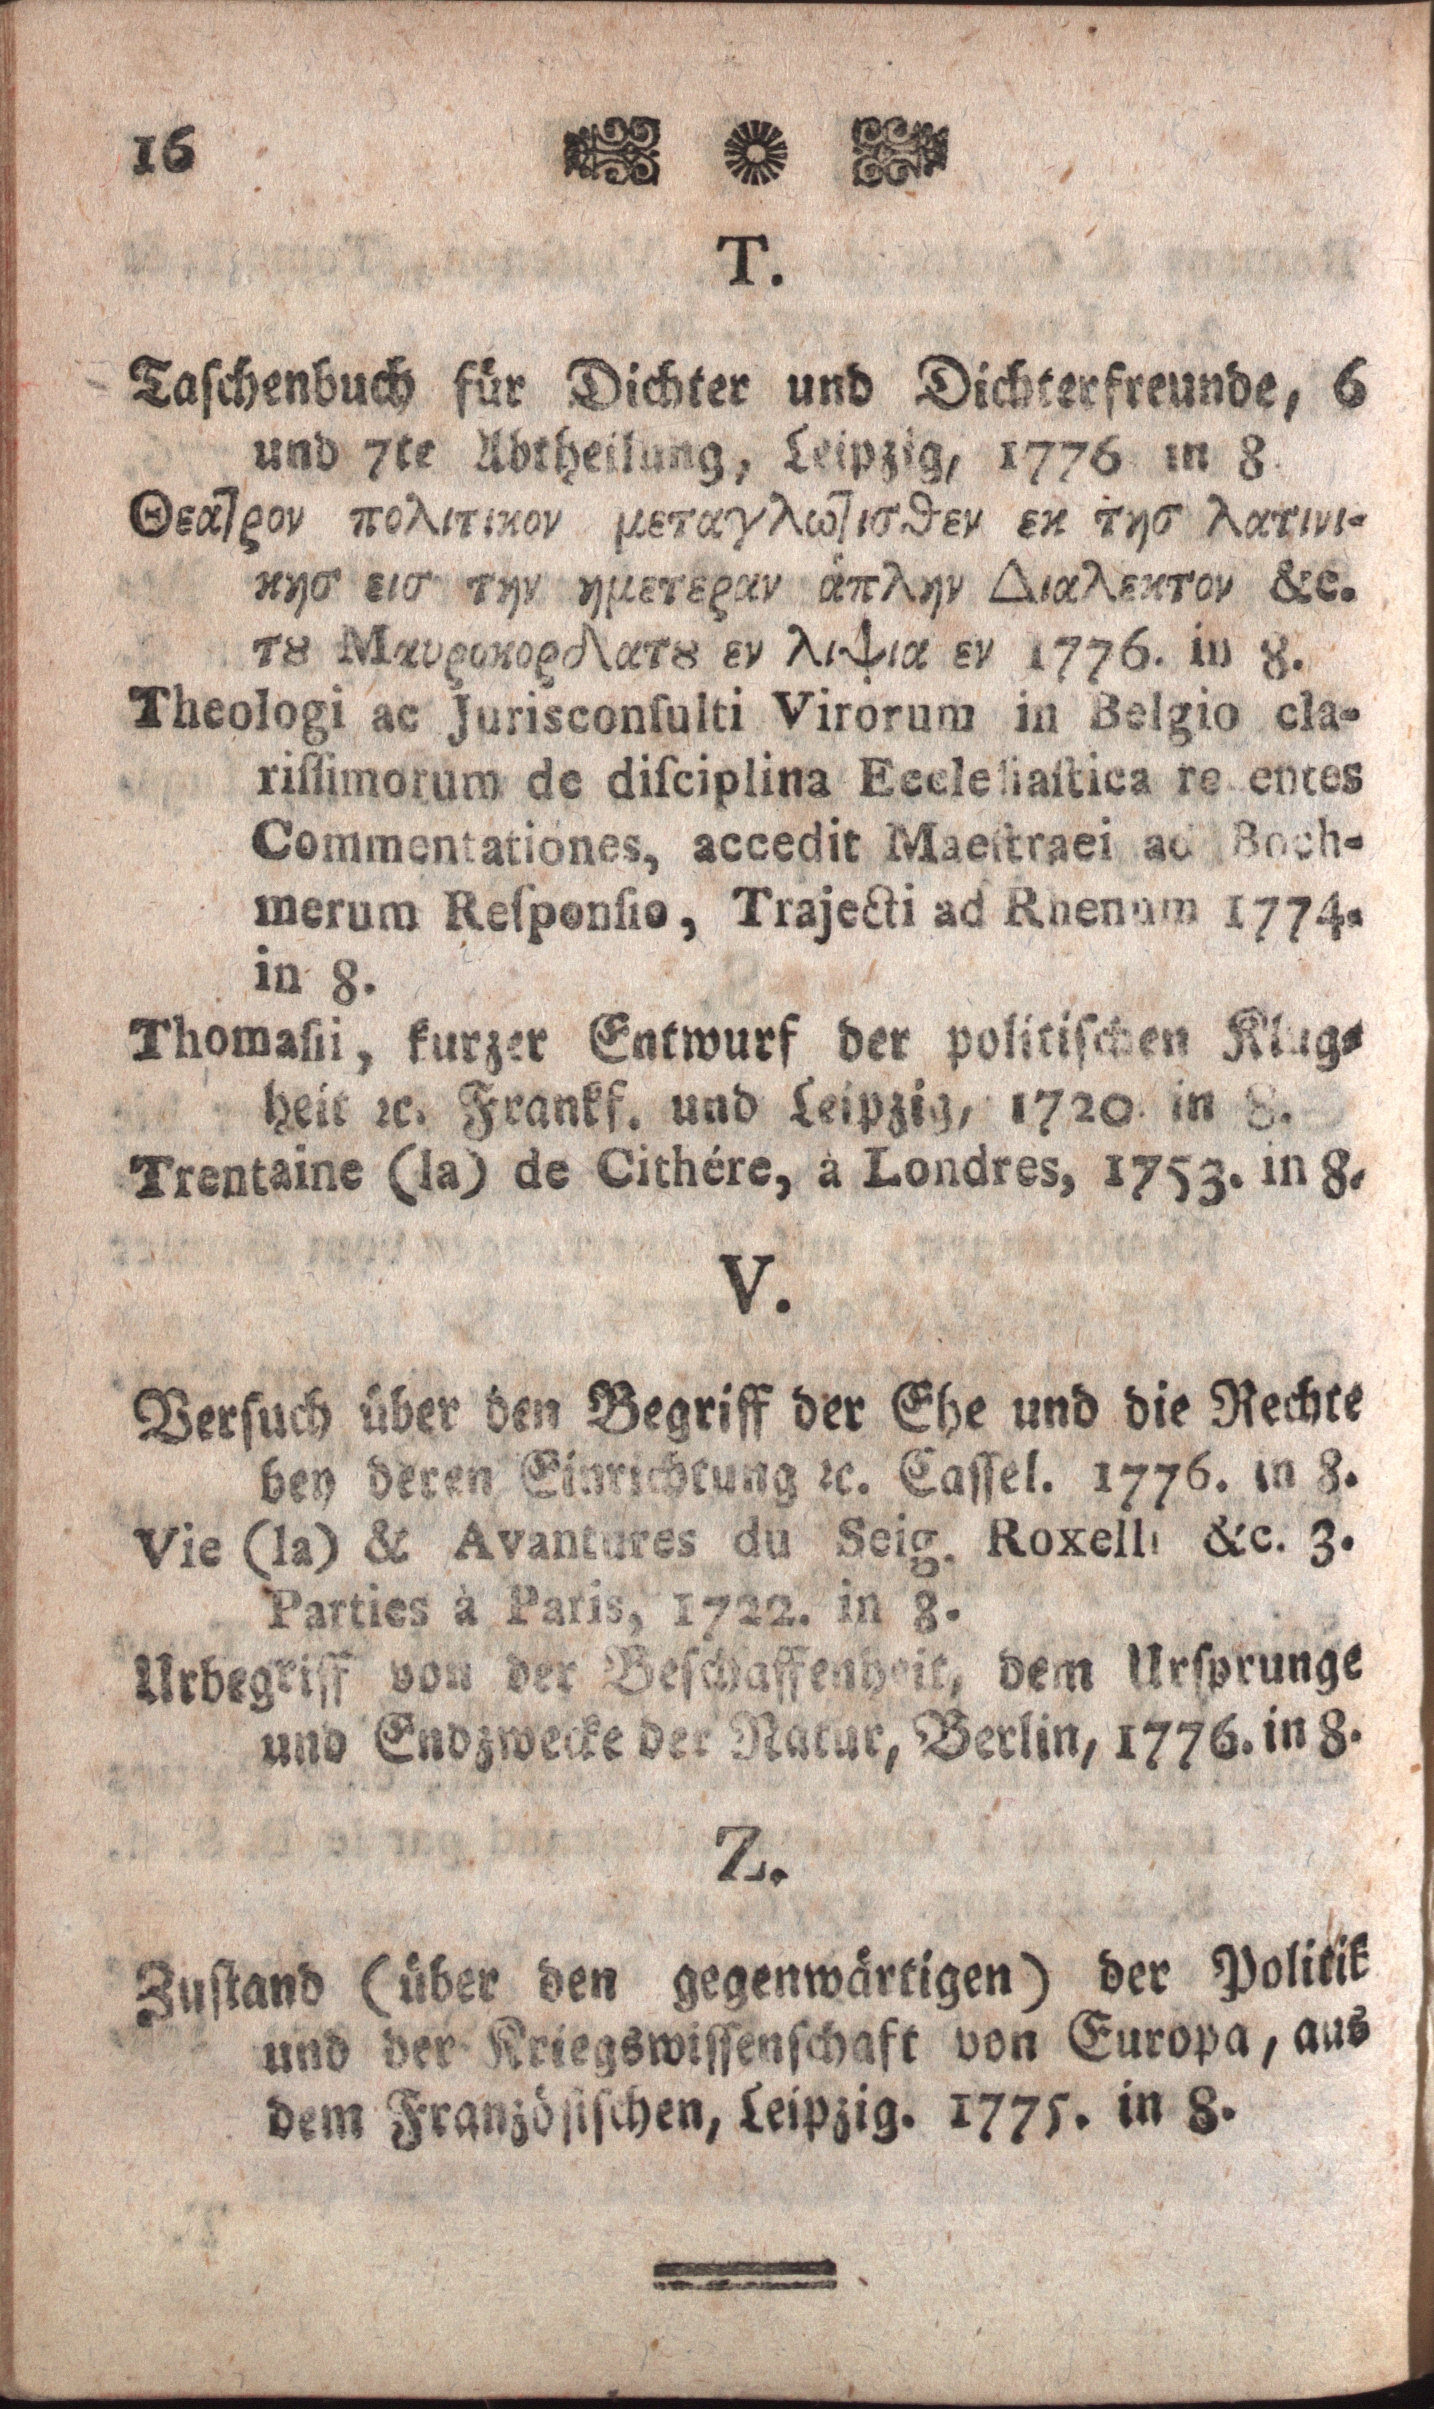 16
T.
Taſchenbuch für Dichter und Dichterfreunde, 6
und 7te Abtheilung, Leipzig, 1776 in 8.
Θεατρον πολιτικον μεταγλωττισθεν εκ τησ λατινι-
κησ εισ την ημετεραν ἁπλην Διαλεκτον &c.
τȣ Μαυροκορδατȣ εν λιψια εν 1776. in 8.
Theologi ac Jurisconſulti Virorum in Belgio cla-
riſſimorum de diſciplina Eccleſiaſtica re entes
Commentationes, accedit Maeſtraei ad Boch-
merum Reſponſio, Trajecti ad Rhenum 1774.
in 8.
Thomaſii, kurzer Entwurf der politiſchen Klug-
heit ꝛc. Frankf. und Leipzig, 1720. in 8.
Trentaine (la) de Cithére, à Londres, 1753. in 8.
V.
Verſuch über den Begriff der Ehe und die Rechte
bey deren Einrichtung ꝛc. Caſſel. 1776. in 8.
Vie (la) & Avantures du Seig. Roxelli &c. 3.
Parties à Paris, 1722. in 8.
Urbegriff von der Beſchaffenheit, dem Urſprunge
und Endzwecke der Natur, Berlin, 1776. in 8.
Z.
Zuſtand (über den gegenwärtigen) der Politik
und der Kriegswiſſenſchaft von Europa, aus
dem Französiſchen, Leipzig. 1775. in 8.